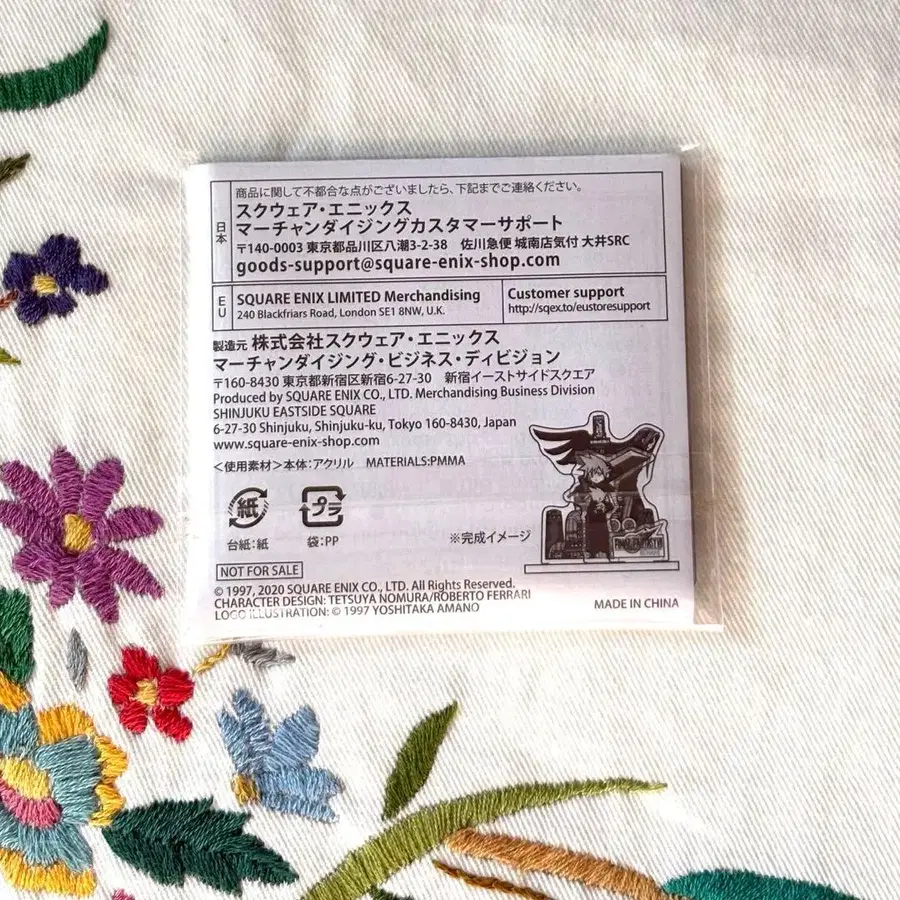 商品に関して不都合な点がございましたら、下記までご連絡ください。
日本
スクウェア・エニックス
マーチャンダイジングカスタマーサポート
〒140-0003 東京都品川区八潮3-2-38 佐川急便 城南店気付 大井SRC
goods-support@square-enix-shop.com
EU
SQUARE ENIX LIMITED Merchandising
240 Blackfriars Road, London SE1 8NW, U.K.
Customer support
http://sqex.to/eustoresupport
製造元 株式会社スクウェア・エニックス
マーチャンダイジング・ビジネス・ディビジョン
〒160-8430 東京都新宿区新宿6-27-30 新宿イーストサイドスクエア
Produced by SQUARE ENIX CO., LTD. Merchandising Business Division
SHINJUKU EASTSIDE SQUARE
6-27-30 Shinjuku, Shinjuku-ku, Tokyo 160-8430, Japan
www.square-enix-shop.com
＜使用素材＞本体:アクリル MATERIALS:PMMA
紙
プラ
台紙:紙
袋:PP
※完成イメージ
NOT FOR SALE
© 1997, 2020 SQUARE ENIX CO., LTD. All Rights Reserved.
CHARACTER DESIGN: TETSUYA NOMURA/ROBERTO FERRARI
LOGO ILLUSTRATION: © 1997 YOSHITAKA AMANO
MADE IN CHINA